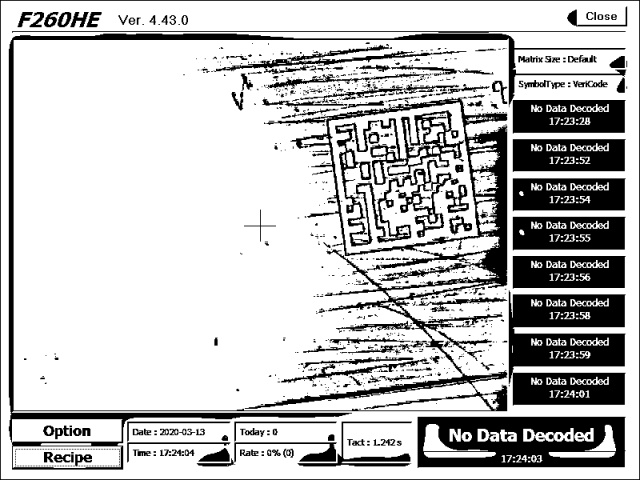 F260HE Ver. 4.43.0
Close
Matrix Size : Default
SymbolType : VeriCode
No Data Decoded
17:23:28
No Data Decoded
17:23:52
No Data Decoded
17:23:54
No Data Decoded
17:23:55
No Data Decoded
17:23:56
No Data Decoded
17:23:58
No Data Decoded
17:23:59
No Data Decoded
17:24:01
Option
Recipe
Date : 2020-03-13
Time : 17:24:04
Today : 0
Rate : 0% (0)
Tact : 1.242 s
No Data Decoded
17:24:03